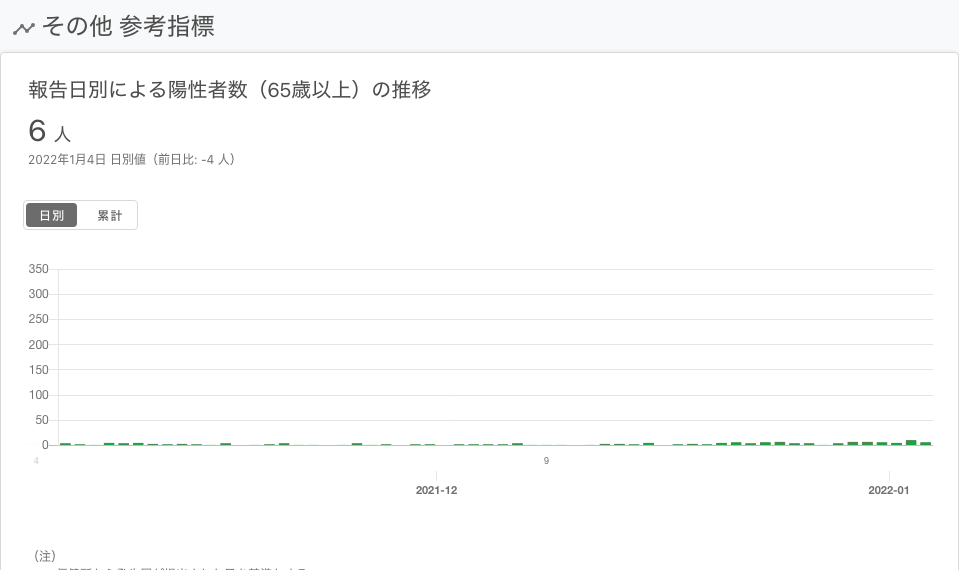 その他 参考指標
報告日別による陽性者数（65歳以上）の推移
6 人
2022年1月4日 日別値（前日比: -4 人）
日別 累計
350
300
250
200
150
100
50
0
4 9
2021-12 2022-01
（注）